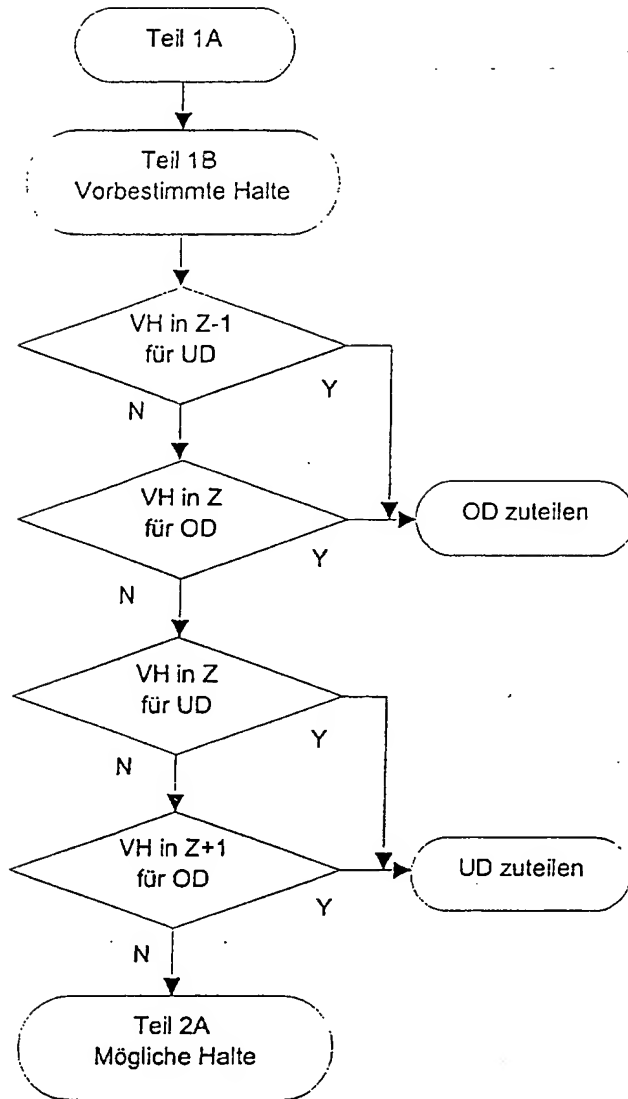 Teil 1A
Teil 1B
Vorbestimmte Halte
VH in Z-1
für UD
Y
N
VH in Z
für OD
OD zuteilen
Y
N
VH in Z
für UD
Y
N
VH in Z+1
für OD
UD zuteilen
Y
N
Teil 2A
Mögliche Halte